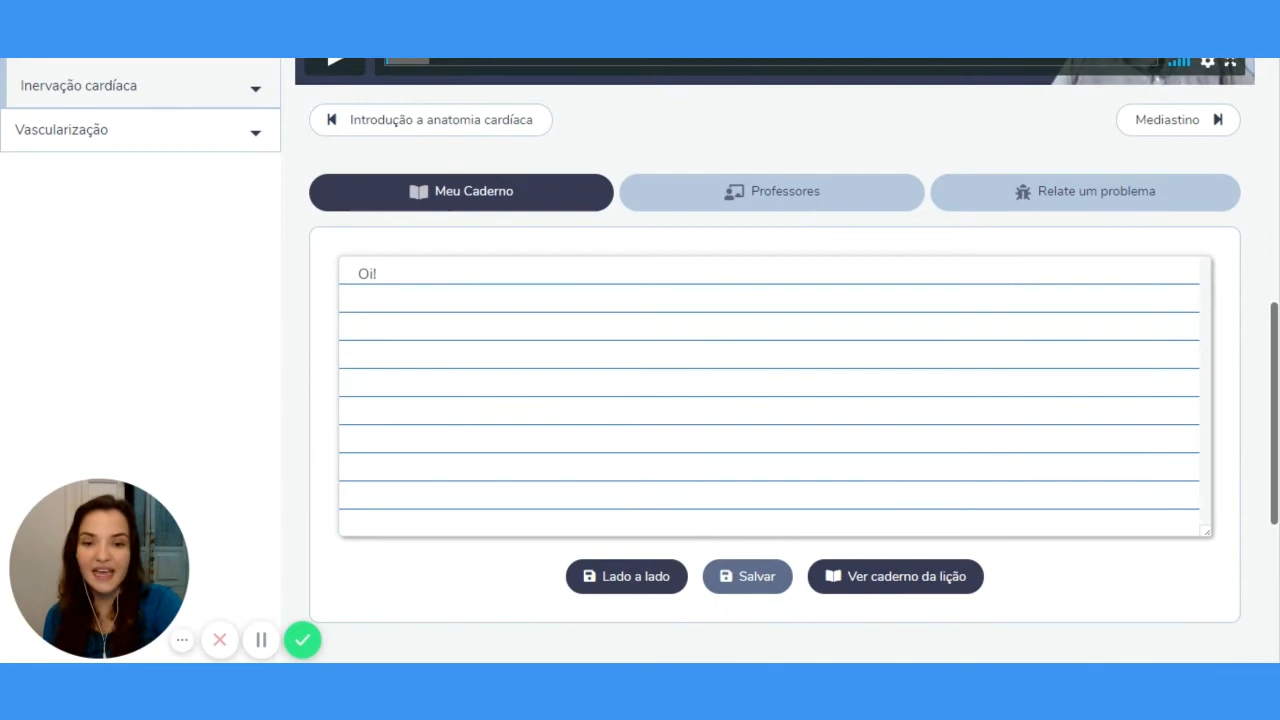 Inervação cardíaca
Vascularização
Introdução a anatomia cardíaca
Mediastino
Meu Caderno
Professores
Relate um problema
Oi!
Lado a lado
Salvar
Ver caderno da lição